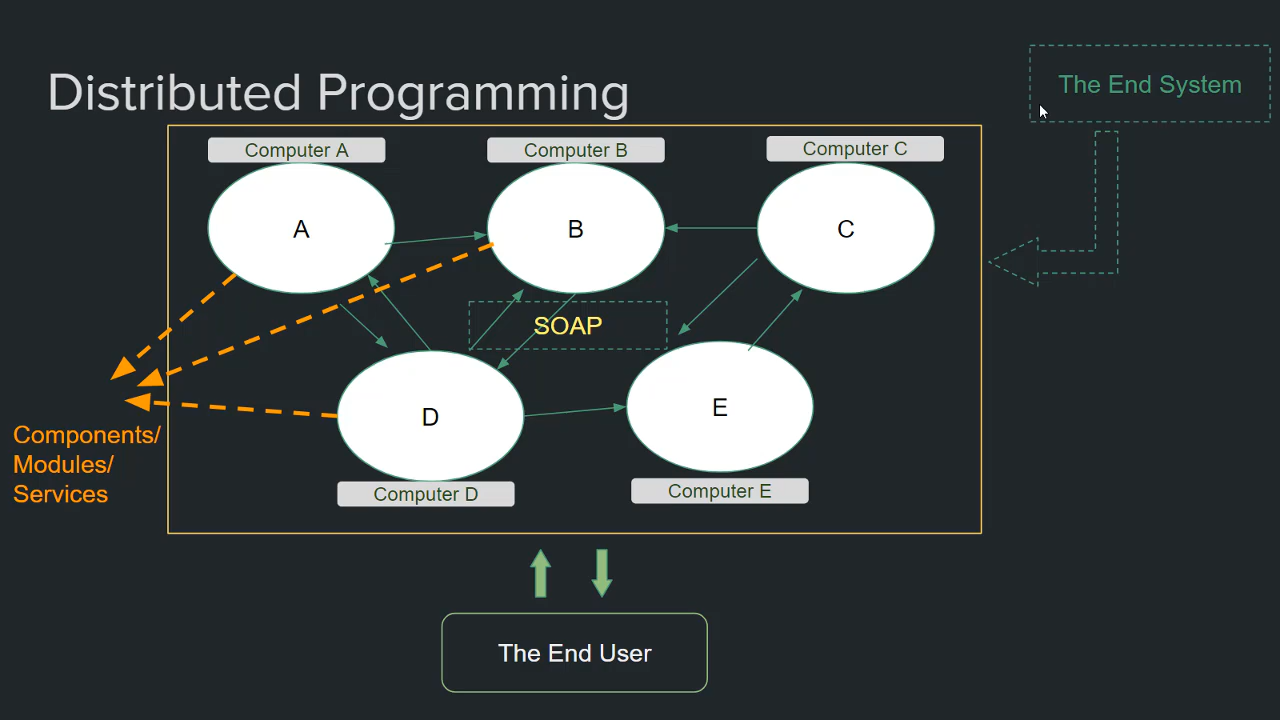 Distributed Programming
The End System
Computer A
Computer B
Computer C
A
B
C
SOAP
D
E
Components/
Modules/
Services
Computer D
Computer E
The End User